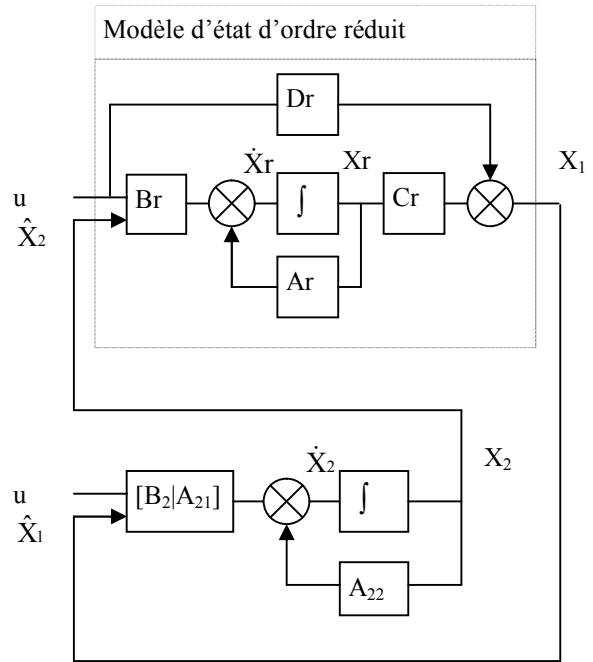 Modèle d'état d'ordre réduit
Dr
Ẋr
Xr
X₁
u
Br
∫
Cr
X̂₂
Ar
Ẋ₂
X₂
u
[B₂|A₂₁]
∫
X̂₁
A₂₂